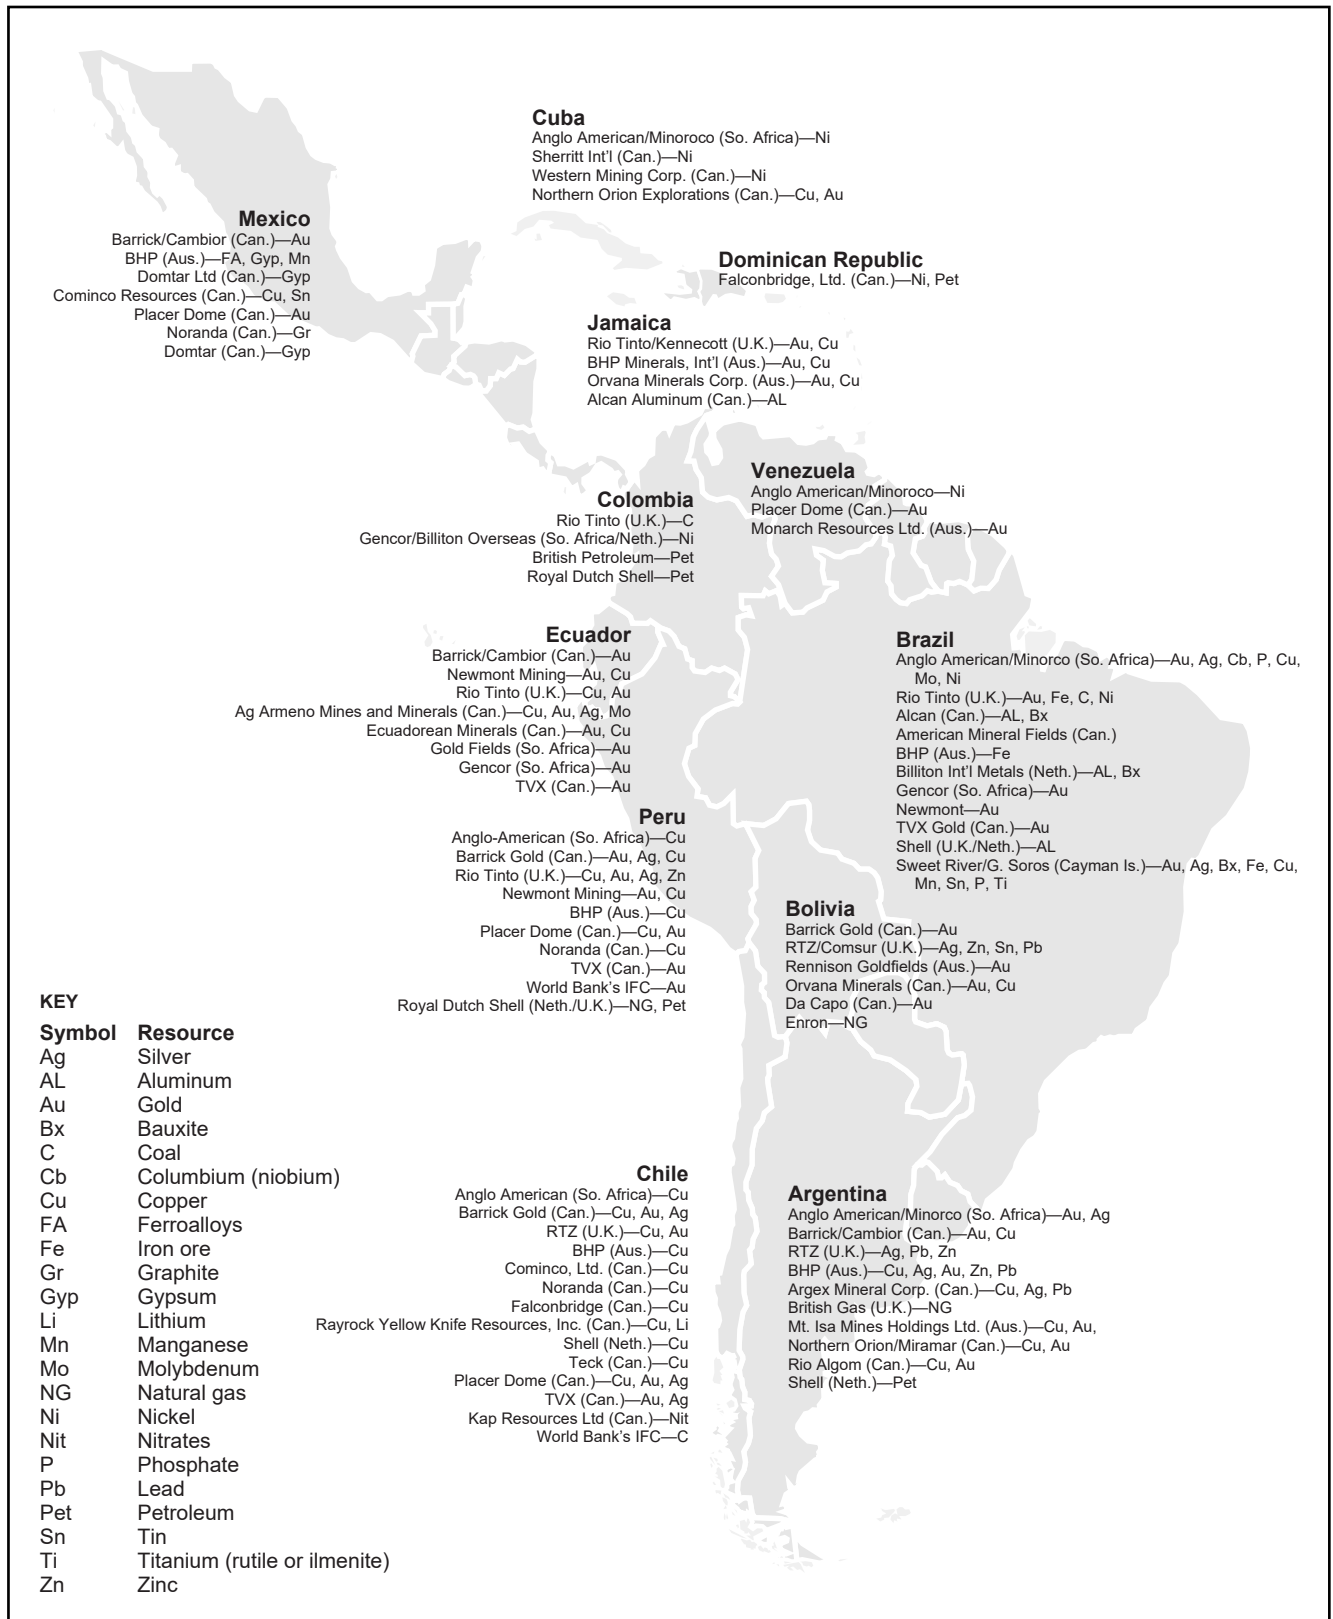 Cuba
Anglo American/Minoroco (So. Africa)—Ni
Sherritt Int'l (Can.)—Ni
Western Mining Corp. (Can.)—Ni
Northern Orion Explorations (Can.)—Cu, Au
Mexico
Barrick/Cambior (Can.)—Au
BHP (Aus.)—FA, Gyp, Mn
Domtar Ltd (Can.)—Gyp
Cominco Resources (Can.)—Cu, Sn
Placer Dome (Can.)—Au
Noranda (Can.)—Gr
Domtar (Can.)—Gyp
Dominican Republic
Falconbridge, Ltd. (Can.)—Ni, Pet
Jamaica
Rio Tinto/Kennecott (U.K.)—Au, Cu
BHP Minerals, Int'l (Aus.)—Au, Cu
Orvana Minerals Corp. (Aus.)—Au, Cu
Alcan Aluminum (Can.)—AL
Venezuela
Anglo American/Minoroco—Ni
Placer Dome (Can.)—Au
Monarch Resources Ltd. (Aus.)—Au
Colombia
Rio Tinto (U.K.)—C
Gencor/Billiton Overseas (So. Africa/Neth.)—Ni
British Petroleum—Pet
Royal Dutch Shell—Pet
Ecuador
Barrick/Cambior (Can.)—Au
Newmont Mining—Au, Cu
Rio Tinto (U.K.)—Cu, Au
Ag Armeno Mines and Minerals (Can.)—Cu, Au, Ag, Mo
Ecuadorean Minerals (Can.)—Au, Cu
Gold Fields (So. Africa)—Au
Gencor (So. Africa)—Au
TVX (Can.)—Au
Brazil
Anglo American/Minorco (So. Africa)—Au, Ag, Cb, P, Cu,
Mo, Ni
Rio Tinto (U.K.)—Au, Fe, C, Ni
Alcan (Can.)—AL, Bx
American Mineral Fields (Can.)
BHP (Aus.)—Fe
Billiton Int'l Metals (Neth.)—AL, Bx
Gencor (So. Africa)—Au
Newmont—Au
TVX Gold (Can.)—Au
Shell (U.K./Neth.)—AL
Sweet River/G. Soros (Cayman Is.)—Au, Ag, Bx, Fe, Cu,
Mn, Sn, P, Ti
Peru
Anglo-American (So. Africa)—Cu
Barrick Gold (Can.)—Au, Ag, Cu
Rio Tinto (U.K.)—Cu, Au, Ag, Zn
Newmont Mining—Au, Cu
BHP (Aus.)—Cu
Placer Dome (Can.)—Cu, Au
Noranda (Can.)—Cu
TVX (Can.)—Au
World Bank's IFC—Au
Royal Dutch Shell (Neth./U.K.)—NG, Pet
Bolivia
Barrick Gold (Can.)—Au
RTZ/Comsur (U.K.)—Ag, Zn, Sn, Pb
Rennison Goldfields (Aus.)—Au
Orvana Minerals (Can.)—Au, Cu
Da Capo (Can.)—Au
Enron—NG
Chile
Anglo American (So. Africa)—Cu
Barrick Gold (Can.)—Cu, Au, Ag
RTZ (U.K.)—Cu, Au
BHP (Aus.)—Cu
Cominco, Ltd. (Can.)—Cu
Noranda (Can.)—Cu
Falconbridge (Can.)—Cu
Rayrock Yellow Knife Resources, Inc. (Can.)—Cu, Li
Shell (Neth.)—Cu
Teck (Can.)—Cu
Placer Dome (Can.)—Cu, Au, Ag
TVX (Can.)—Au, Ag
Kap Resources Ltd (Can.)—Nit
World Bank's IFC—C
Argentina
Anglo American/Minorco (So. Africa)—Au, Ag
Barrick/Cambior (Can.)—Au, Cu
RTZ (U.K.)—Ag, Pb, Zn
BHP (Aus.)—Cu, Ag, Au, Zn, Pb
Argex Mineral Corp. (Can.)—Cu, Ag, Pb
British Gas (U.K.)—NG
Mt. Isa Mines Holdings Ltd. (Aus.)—Cu, Au,
Northern Orion/Miramar (Can.)—Cu, Au
Rio Algom (Can.)—Cu, Au
Shell (Neth.)—Pet
KEY
Symbol Resource
Ag Silver
AL Aluminum
Au Gold
Bx Bauxite
C Coal
Cb Columbium (niobium)
Cu Copper
FA Ferroalloys
Fe Iron ore
Gr Graphite
Gyp Gypsum
Li Lithium
Mn Manganese
Mo Molybdenum
NG Natural gas
Ni Nickel
Nit Nitrates
P Phosphate
Pb Lead
Pet Petroleum
Sn Tin
Ti Titanium (rutile or ilmenite)
Zn Zinc